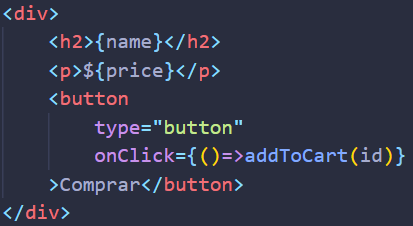 <div>
<h2>{name}</h2>
<p>${price}</p>
<button
type="button"
onClick={()=>addToCart(id)}
>Comprar</button>
</div>